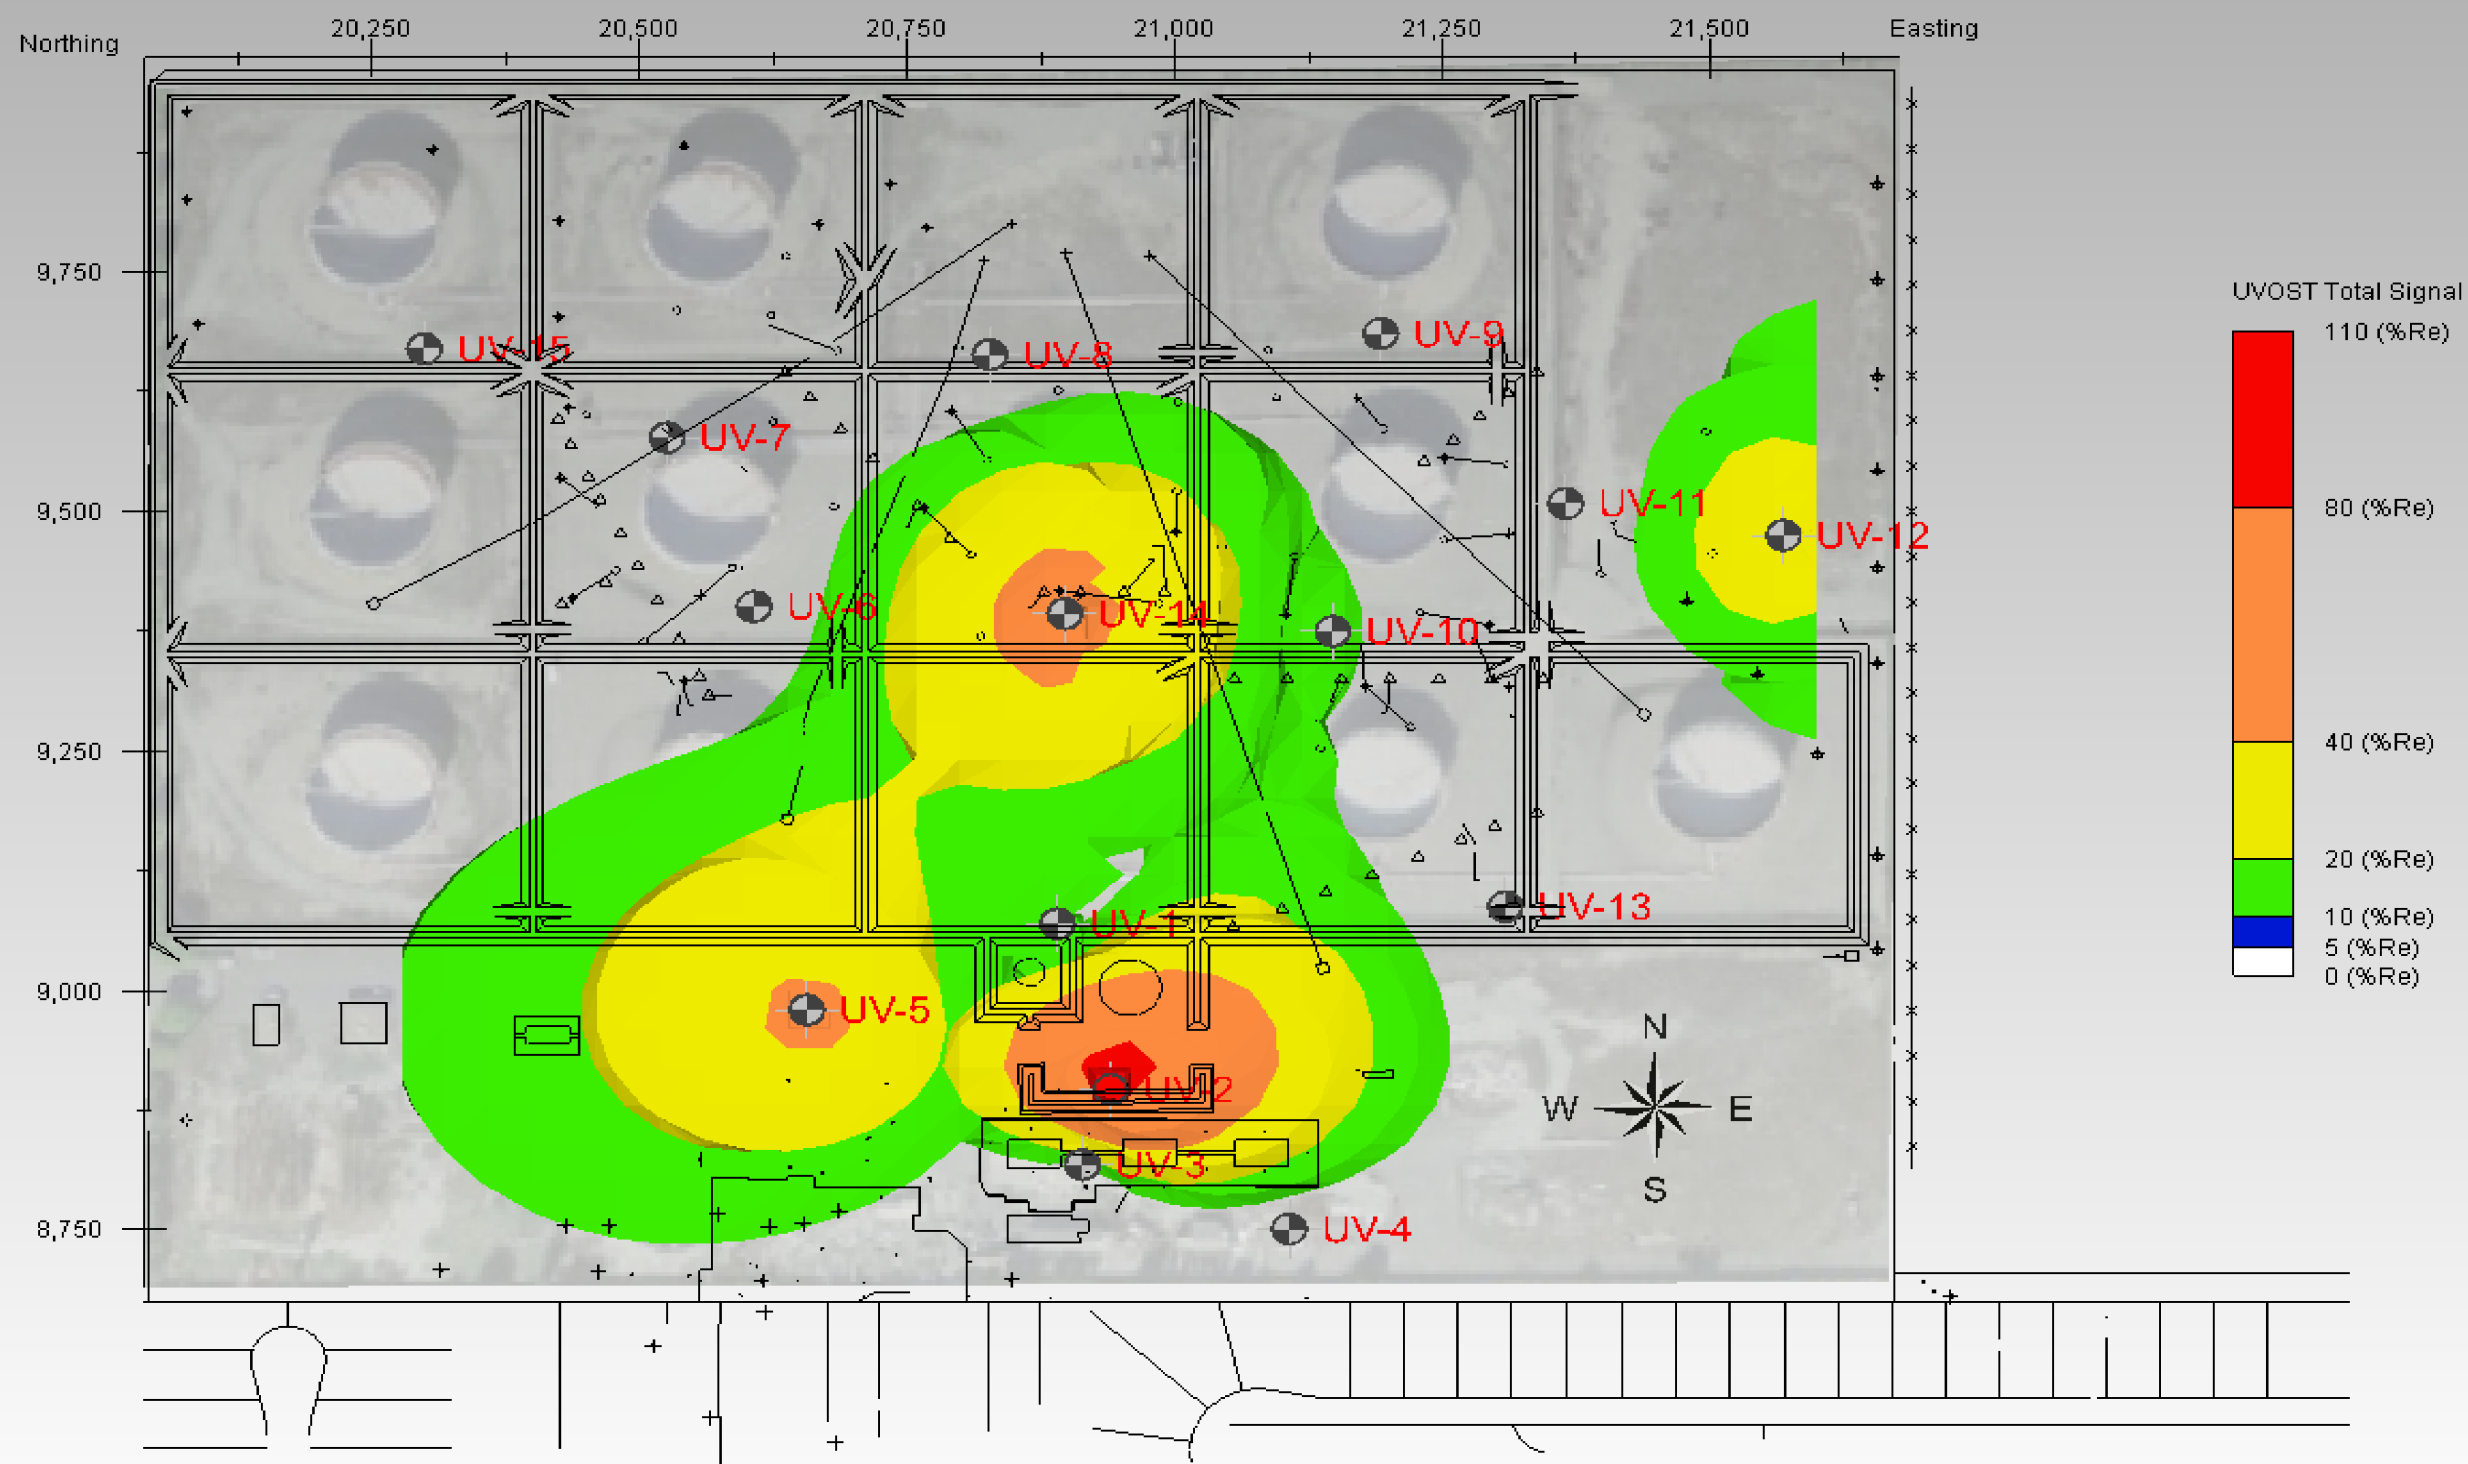 20,250 20,500 20,750 21,000 21,250 21,500 Easting
Northing
9,750
9,500
9,250
9,000
8,750
UV-15
UV-8
UV-9
UV-7
UV-11
UV-12
UV-6
UV-14
UV-10
UV-1
UV-13
UV-5
UV-2
UV-3
UV-4
N
W E
S
UVOST Total Signal
110 (%Re)
80 (%Re)
40 (%Re)
20 (%Re)
10 (%Re)
5 (%Re)
0 (%Re)